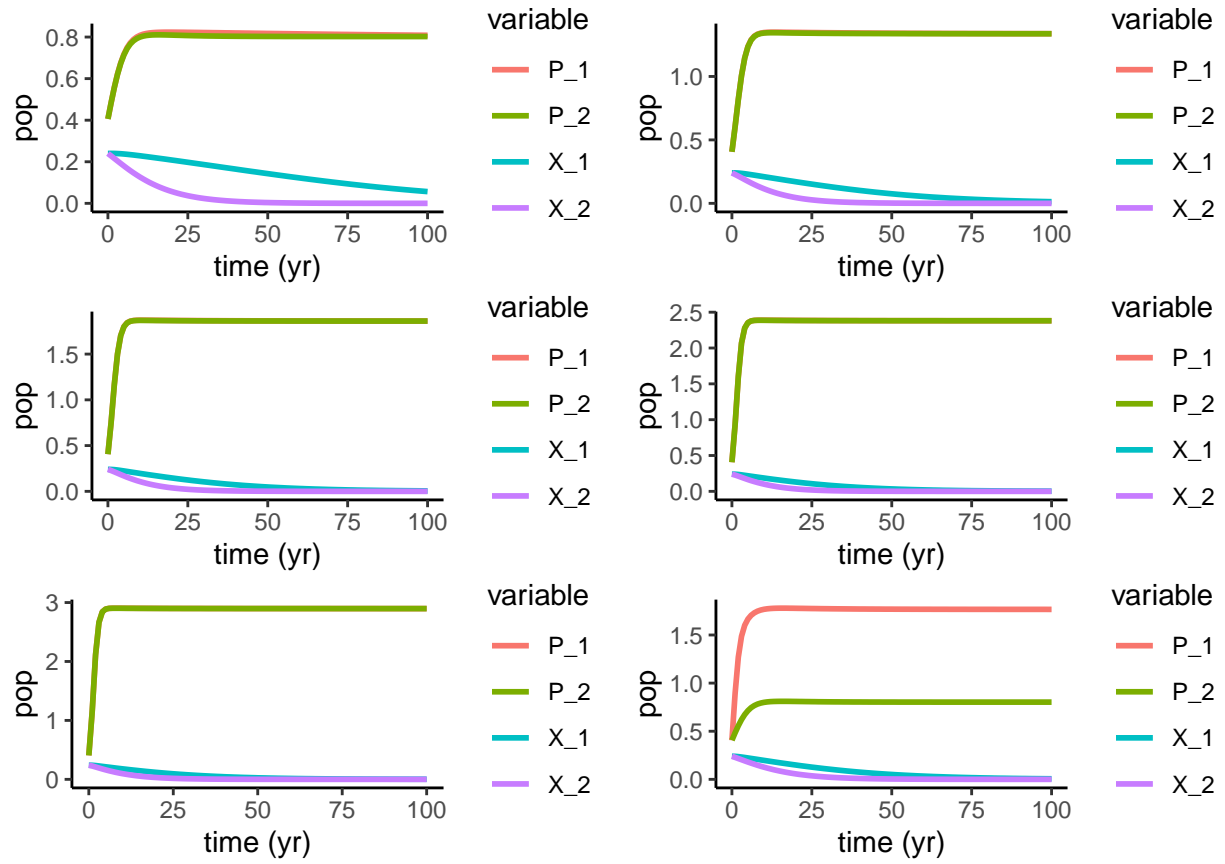 variable
P_1
P_2
X_1
X_2
pop
0.8
0.6
0.4
0.2
0.0
0 25 50 75 100
time (yr)
variable
P_1
P_2
X_1
X_2
pop
1.0
0.5
0.0
0 25 50 75 100
time (yr)
variable
P_1
P_2
X_1
X_2
pop
1.5
1.0
0.5
0.0
0 25 50 75 100
time (yr)
variable
P_1
P_2
X_1
X_2
pop
2.5
2.0
1.5
1.0
0.5
0.0
0 25 50 75 100
time (yr)
variable
P_1
P_2
X_1
X_2
pop
3
2
1
0
0 25 50 75 100
time (yr)
variable
P_1
P_2
X_1
X_2
pop
1.5
1.0
0.5
0.0
0 25 50 75 100
time (yr)